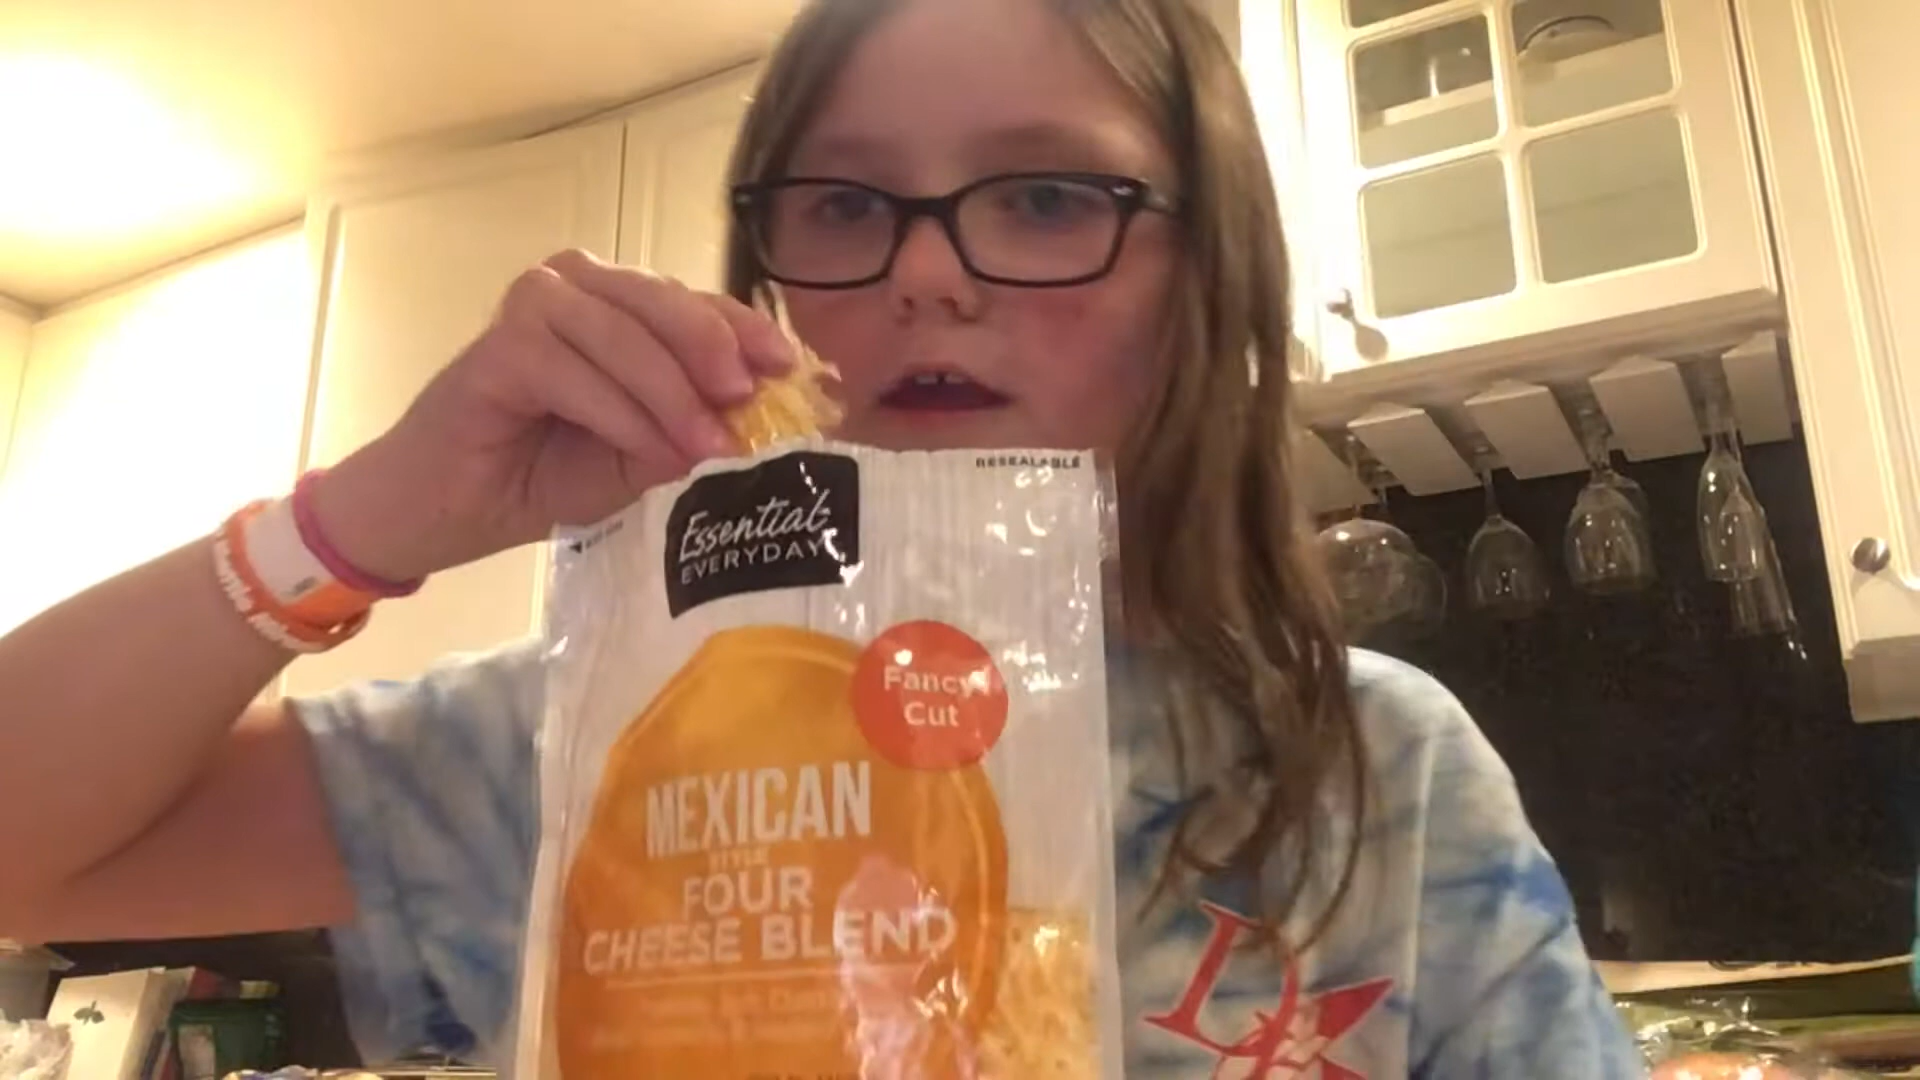 RESEALABLE
Essential
EVERYDAY
Fancy
Cut
MEXICAN
STYLE
FOUR
CHEESE BLEND